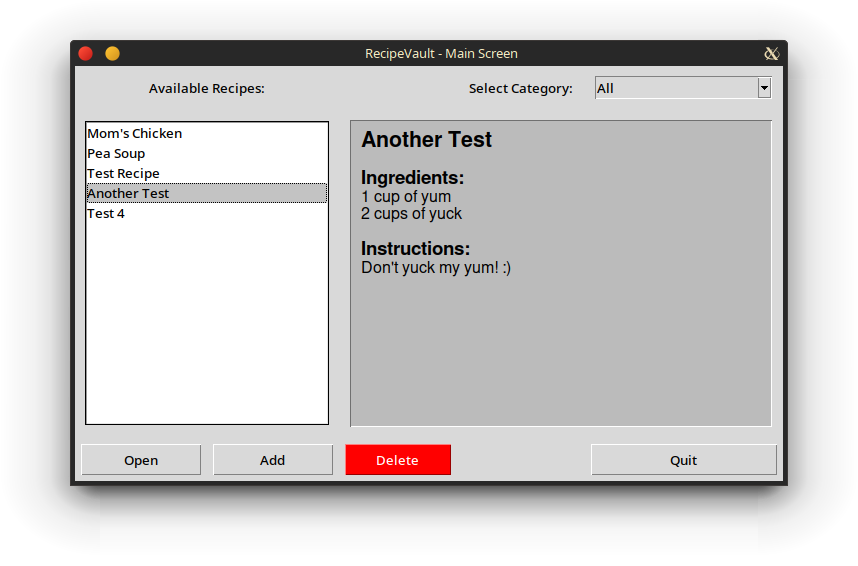 RecipeVault - Main Screen
Available Recipes:
Select Category:
All
Mom's Chicken
Pea Soup
Test Recipe
Another Test
Test 4
Another Test
Ingredients:
1 cup of yum
2 cups of yuck
Instructions:
Don't yuck my yum! :)
Open
Add
Delete
Quit